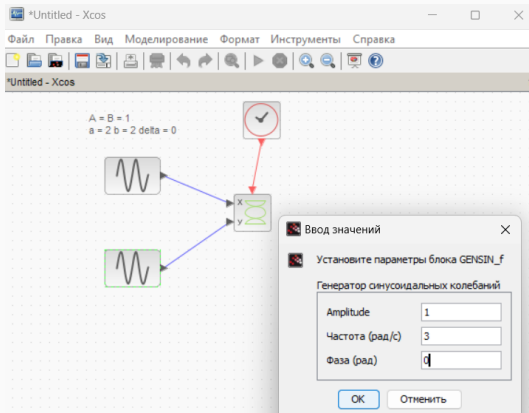 *Untitled - Xcos
Файл Правка Вид Моделирование Формат Инструменты Справка
*Untitled - Xcos
A = B = 1
a = 2 b = 2 delta = 0
x
y
Ввод значений
Установите параметры блока GENSIN_f
Генератор синусоидальных колебаний
Amplitude 1
Частота (рад/с) 3
Фаза (рад) 0
OK Отменить